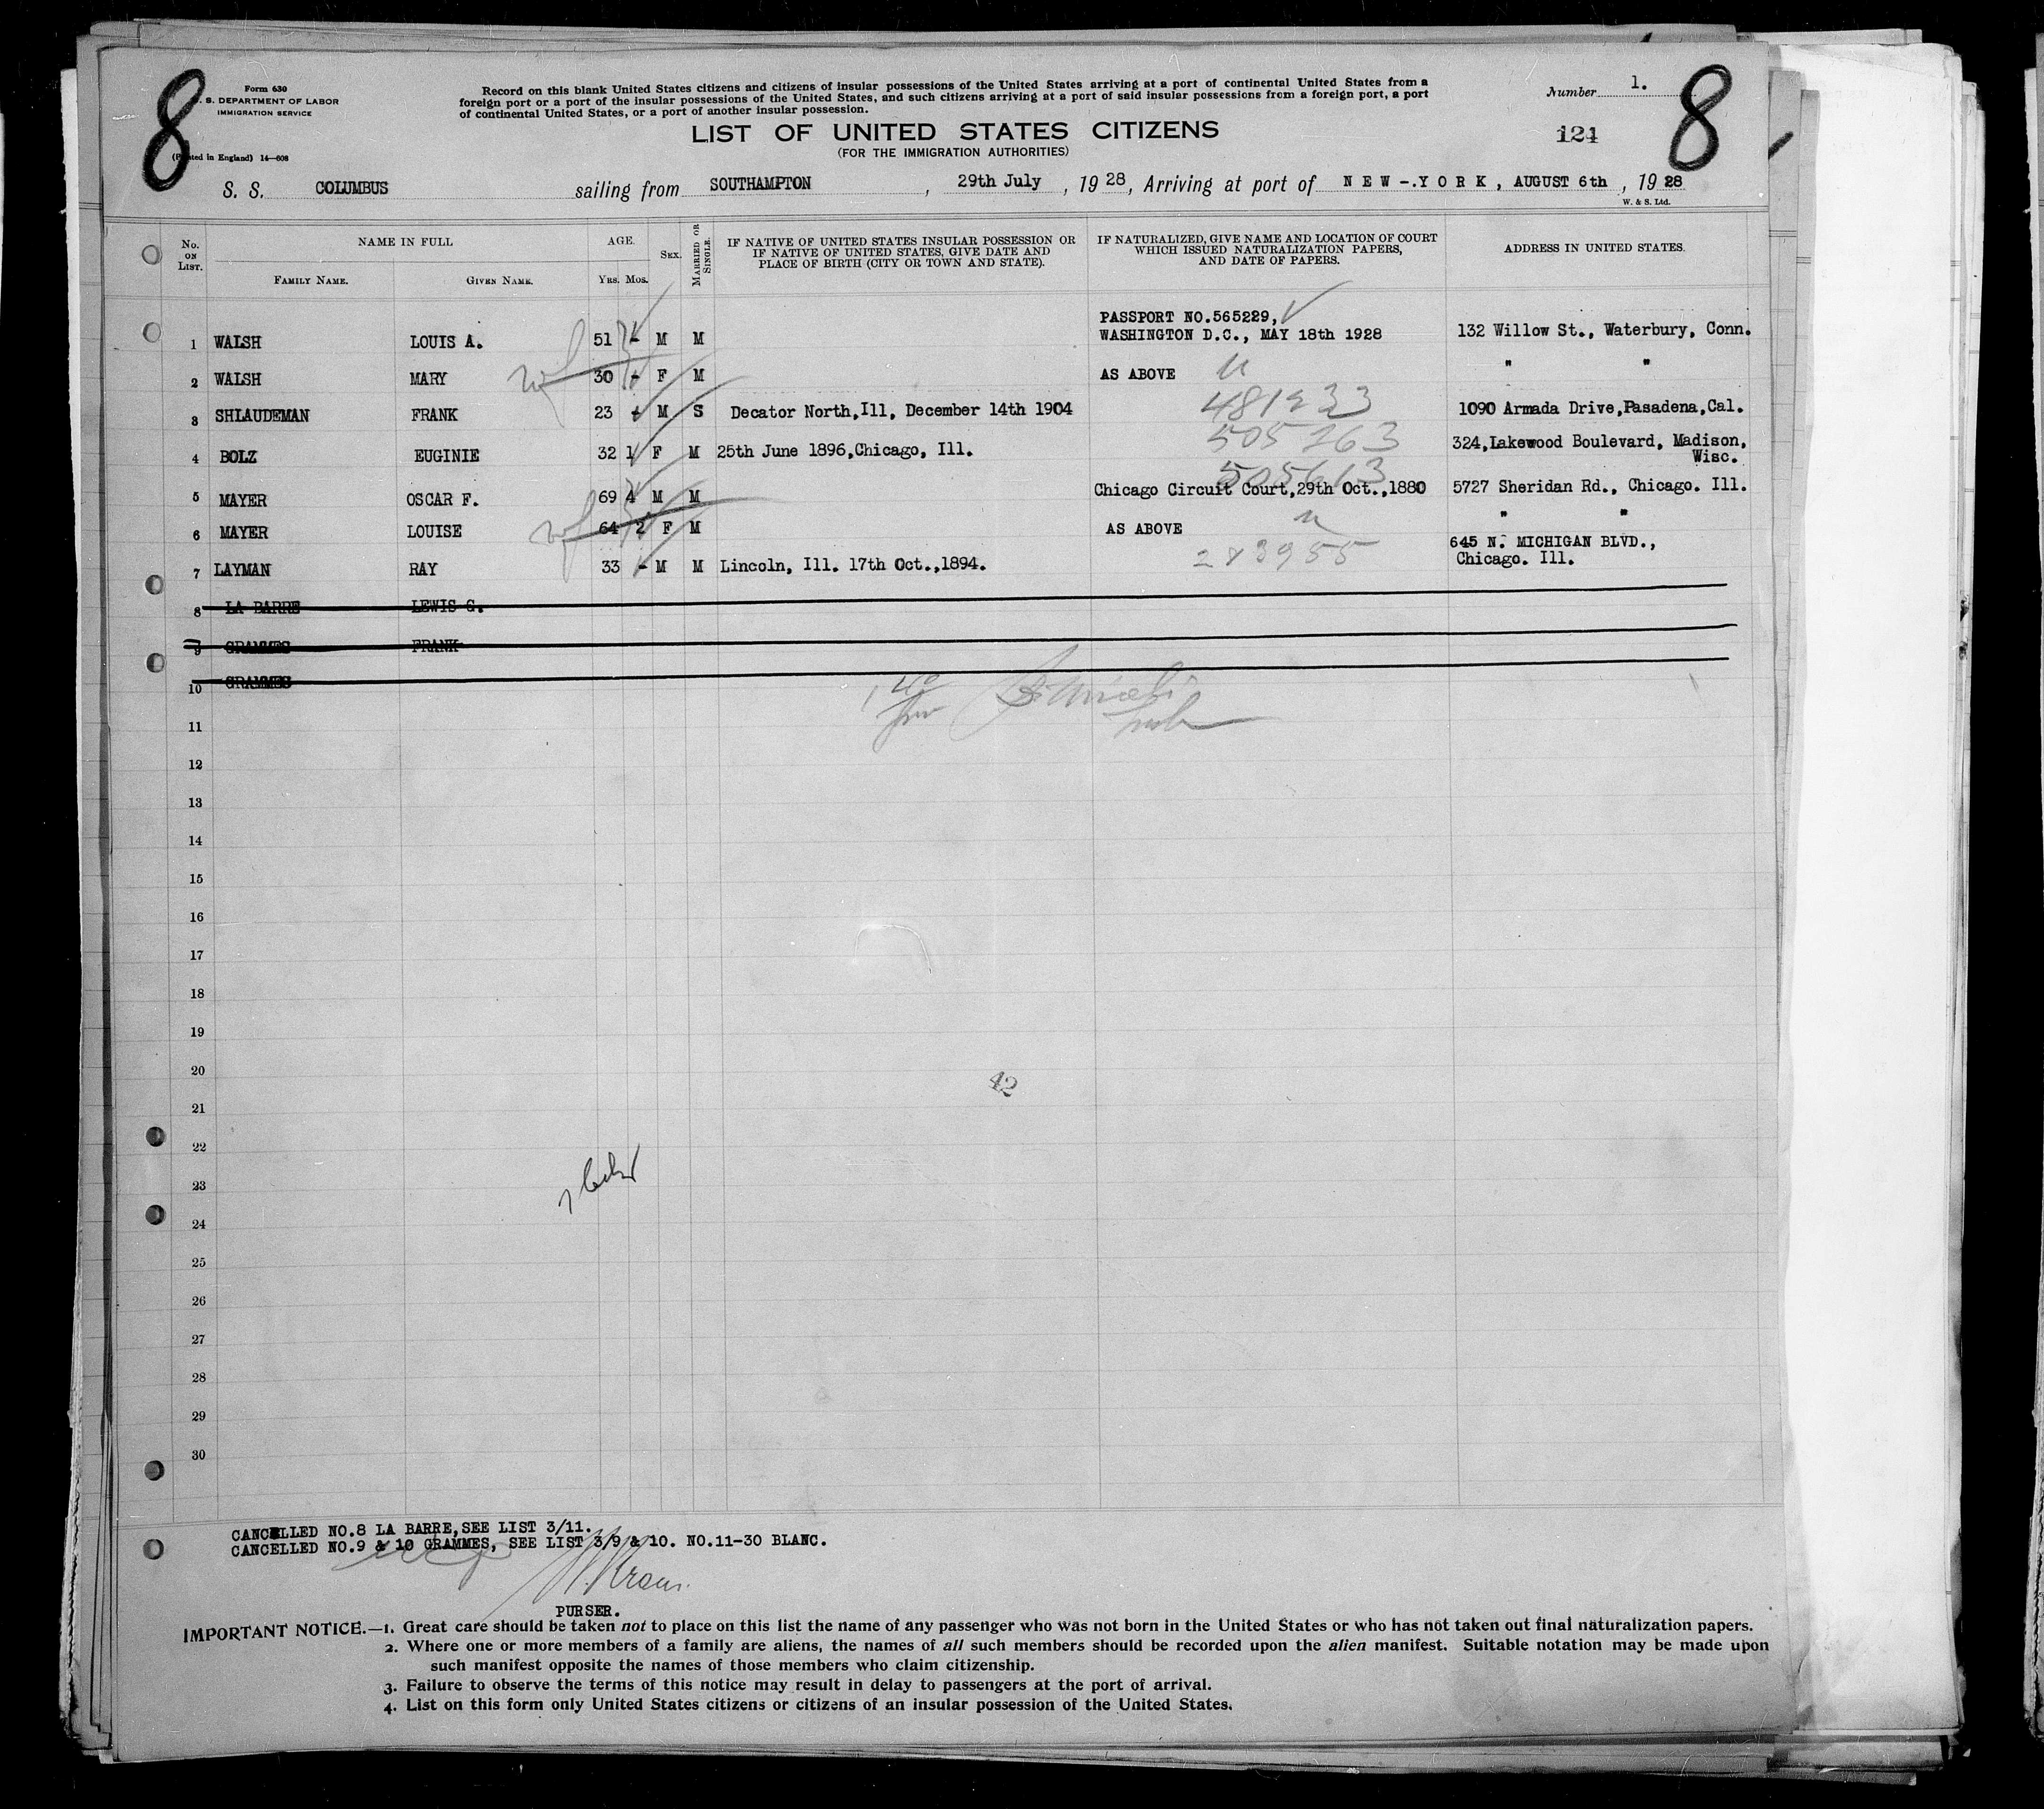 8
Form 630
S. DEPARTMENT OF LABOR
IMMIGRATION SERVICE
(Printed in England) 14—608
Record on this blank United States citizens and citizens of insular possessions of the United States arriving at a port of continental United States from a
foreign port or a port of the insular possessions of the United States, and such citizens arriving at a port of said insular possessions from a foreign port, a port
of continental United States, or a port of another insular possession.
LIST OF UNITED STATES CITIZENS
(FOR THE IMMIGRATION AUTHORITIES)
Number 1.
124
8
S. S. COLUMBUS sailing from SOUTHAMPTON, 29th July, 1928, Arriving at port of NEW-.YORK, AUGUST 6th, 1928
W. & S. Ltd.
No. ON LIST. NAME IN FULL AGE. SEX. MARRIED OR SINGLE. IF NATIVE OF UNITED STATES INSULAR POSSESSION OR IF NATIVE OF UNITED STATES, GIVE DATE AND PLACE OF BIRTH (CITY OR TOWN AND STATE). IF NATURALIZED, GIVE NAME AND LOCATION OF COURT WHICH ISSUED NATURALIZATION PAPERS, AND DATE OF PAPERS. ADDRESS IN UNITED STATES.
FAMILY NAME. GIVEN NAME. YRS. MOS.
PASSPORT NO.565229,
1 WALSH LOUIS A. 51 - M M WASHINGTON D.C., MAY 18th 1928 132 Willow St., Waterbury, Conn.
2 WALSH MARY 30 - F M AS ABOVE " "
3 SHLAUDEMAN FRANK 23 - M S Decator North,Ill, December 14th 1904 481233 1090 Armada Drive,Pasadena,Cal.
4 BOLZ EUGINIE 32 1 F M 25th June 1896,Chicago, Ill. 505263 324,Lakewood Boulevard, Madison,
Wisc.
505613
5 MAYER OSCAR F. 69 4 M M Chicago Circuit Court,29th Oct.,1880 5727 Sheridan Rd., Chicago. Ill.
6 MAYER LOUISE 64 2 F M AS ABOVE " "
645 N. MICHIGAN BLVD.,
7 LAYMAN RAY 33 - M M Lincoln, Ill. 17th Oct.,1894. 283955 Chicago. Ill.
8 LA BARRE LEWIS G.
9 GRAMMES FRANK
10 GRAMMES
11
12
13
14
15
16
17
18
19
20
42
21
22
23
24
25
26
27
28
29
30
CANCELLED NO.8 LA BARRE,SEE LIST 3/11.
CANCELLED NO.9 & 10 GRAMMES, SEE LIST 3/9 & 10. NO.11-30 BLANC.
PURSER.
IMPORTANT NOTICE.—1. Great care should be taken not to place on this list the name of any passenger who was not born in the United States or who has not taken out final naturalization papers.
2. Where one or more members of a family are aliens, the names of all such members should be recorded upon the alien manifest. Suitable notation may be made upon
such manifest opposite the names of those members who claim citizenship.
3. Failure to observe the terms of this notice may result in delay to passengers at the port of arrival.
4. List on this form only United States citizens or citizens of an insular possession of the United States.